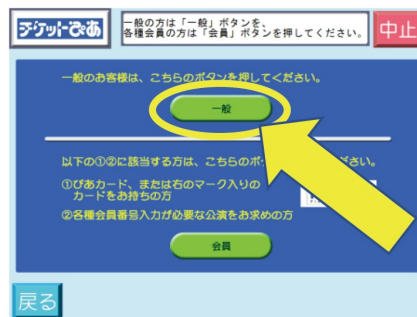 チケットぴあ
一般の方は「一般」ボタンを、
各種会員の方は「会員」ボタンを押してください。
中止
一般のお客様は、こちらのボタンを押してください。
一般
以下の①②に該当する方は、こちらのボ ださい。
①ぴあカード、または右のマーク入りの
カードをお持ちの方
②各種会員番号入力が必要な公演をお求めの方
会員
戻る